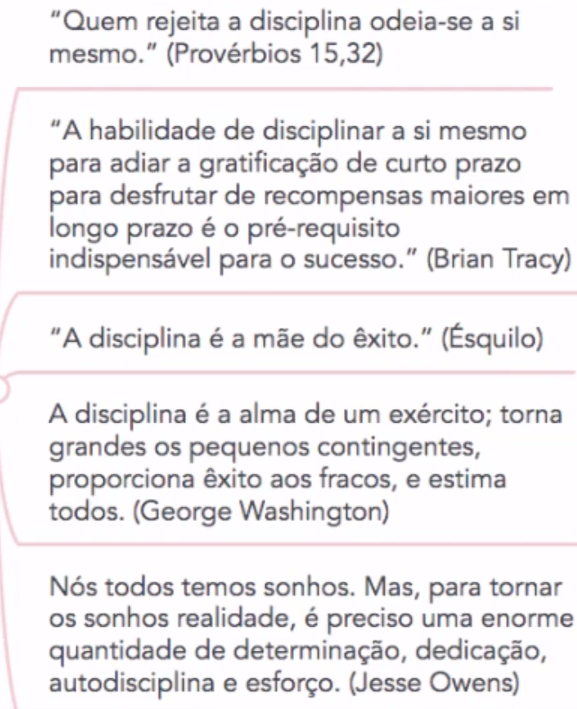 “Quem rejeita a disciplina odeia-se a si
mesmo.” (Provérbios 15,32)
“A habilidade de disciplinar a si mesmo
para adiar a gratificação de curto prazo
para desfrutar de recompensas maiores em
longo prazo é o pré-requisito
indispensável para o sucesso.” (Brian Tracy)
“A disciplina é a mãe do êxito.” (Ésquilo)
A disciplina é a alma de um exército; torna
grandes os pequenos contingentes,
proporciona êxito aos fracos, e estima
todos. (George Washington)
Nós todos temos sonhos. Mas, para tornar
os sonhos realidade, é preciso uma enorme
quantidade de determinação, dedicação,
autodisciplina e esforço. (Jesse Owens)